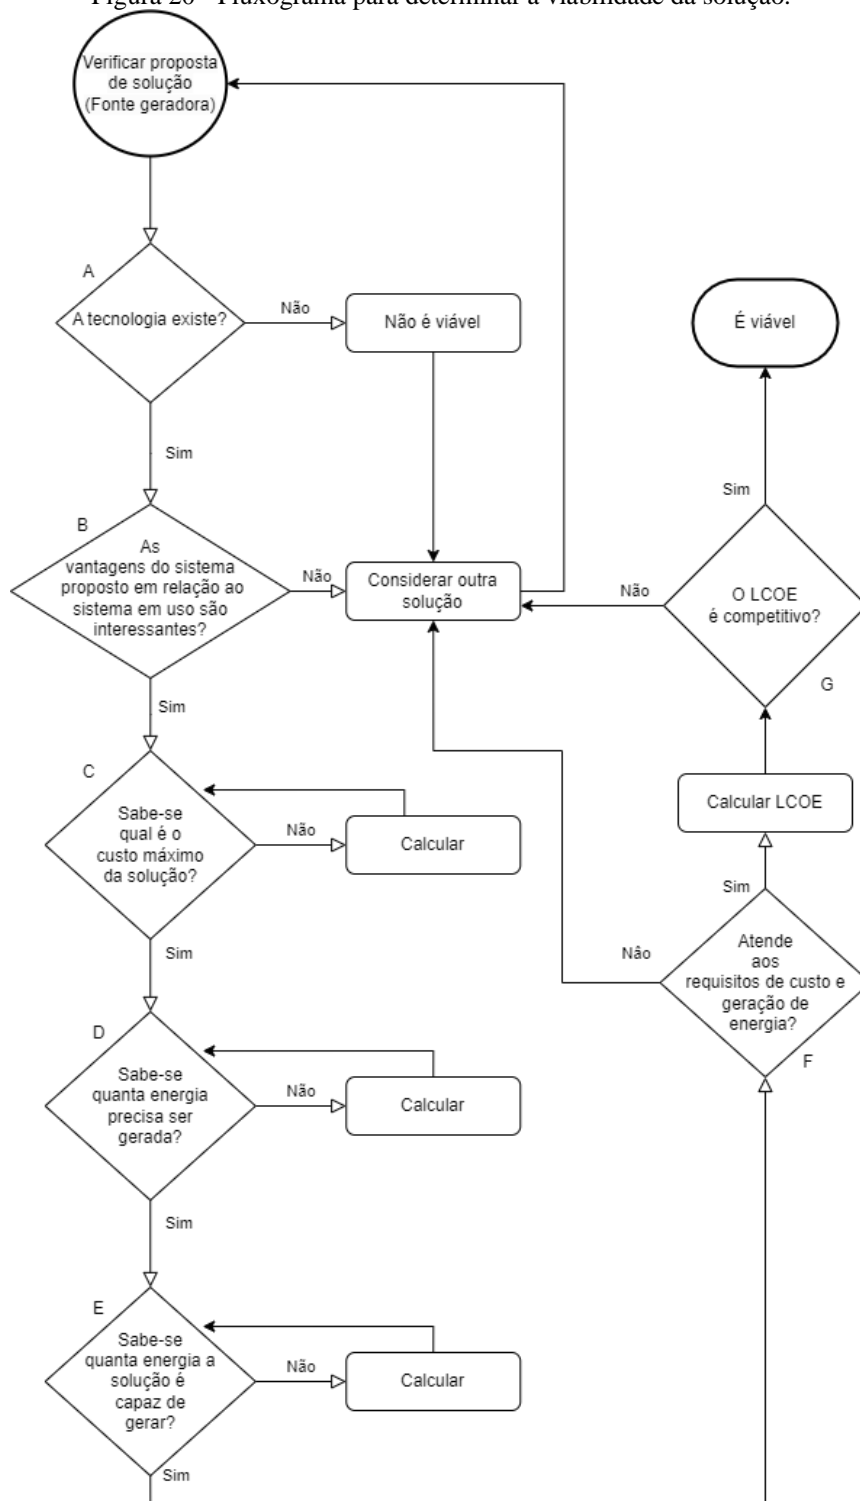 Figura 26 - Fluxograma para determinar a viabilidade da solução.
Verificar proposta
de solução
(Fonte geradora)
A
A tecnologia existe?
Não
Não é viável
Sim
B
As
vantagens do sistema
proposto em relação ao
sistema em uso são
interessantes?
Não
Considerar outra
solução
Sim
C
Sabe-se
qual é o
custo máximo
da solução?
Não
Calcular
Sim
D
Sabe-se
quanta energia
precisa ser
gerada?
Não
Calcular
Sim
E
Sabe-se
quanta energia a
solução é
capaz de
gerar?
Não
Calcular
Sim
F
Atende
aos
requisitos de custo e
geração de
energia?
Nâo
Sim
Calcular LCOE
G
O LCOE
é competitivo?
Não
Sim
É viável